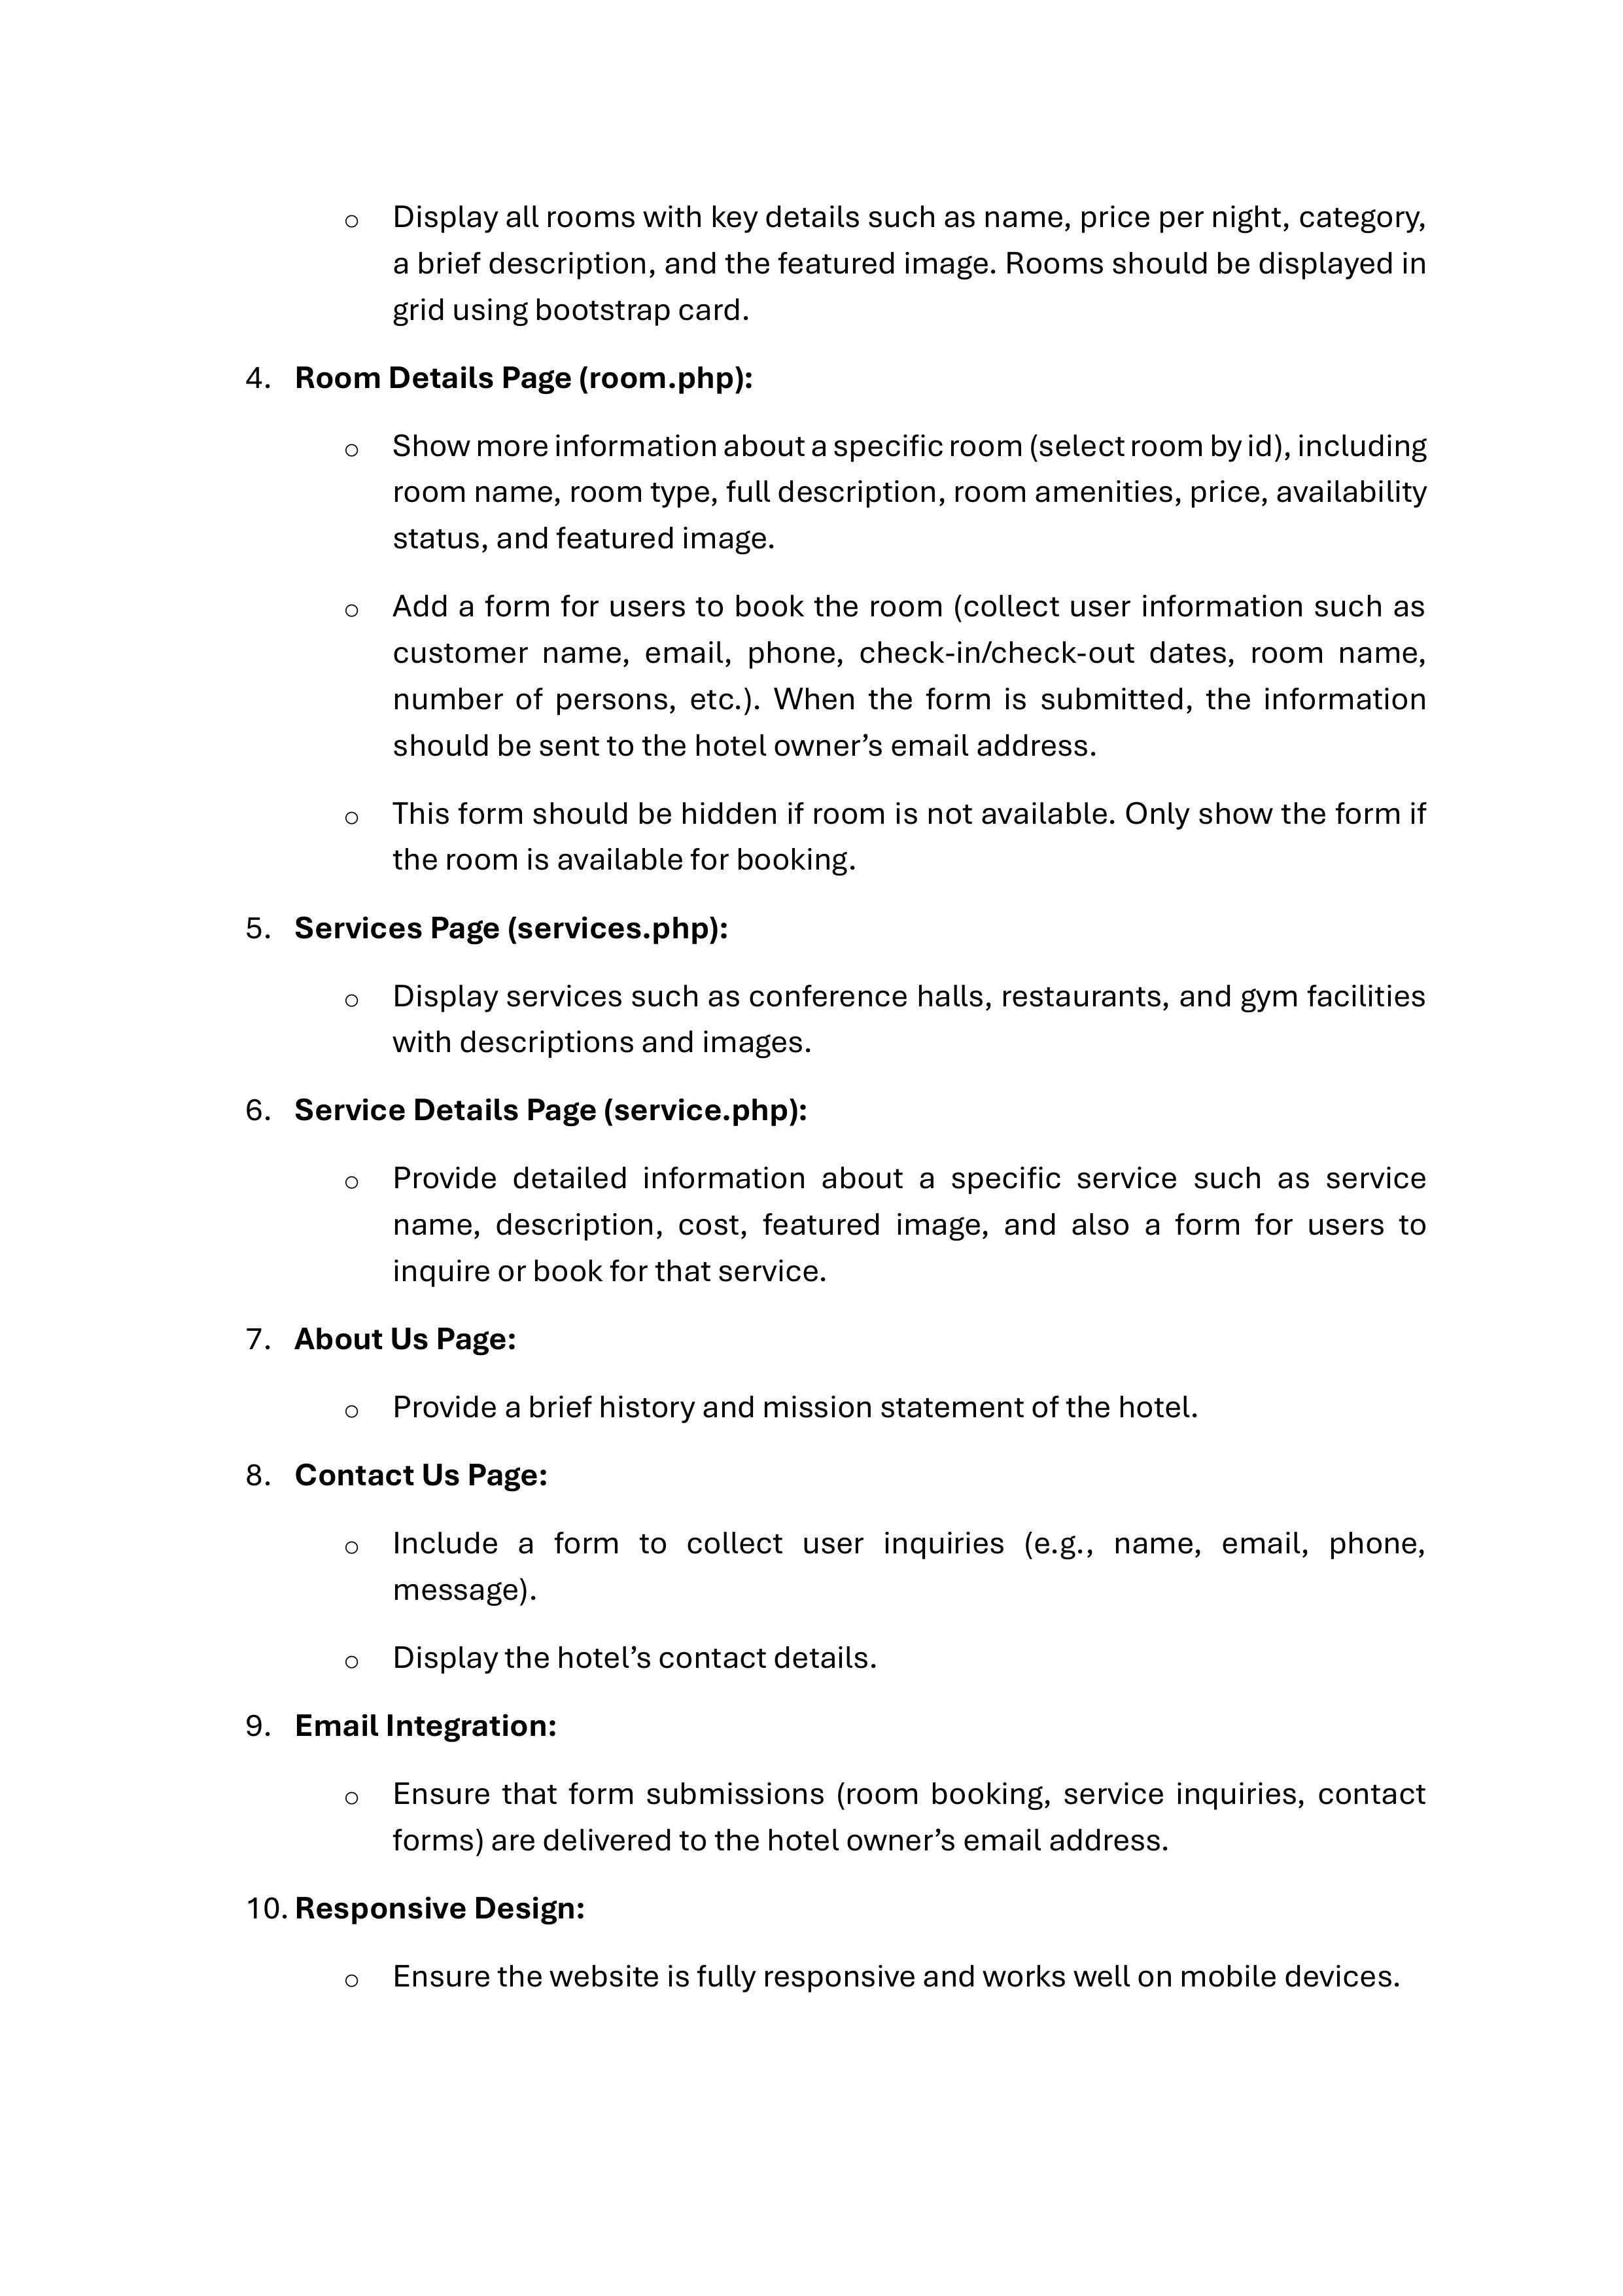 o Display all rooms with key details such as name, price per night, category,
a brief description, and the featured image. Rooms should be displayed in
grid using bootstrap card.
4. Room Details Page (room.php):
o Show more information about a specific room (select room by id), including
room name, room type, full description, room amenities, price, availability
status, and featured image.
o Add a form for users to book the room (collect user information such as
customer name, email, phone, check-in/check-out dates, room name,
number of persons, etc.). When the form is submitted, the information
should be sent to the hotel owner’s email address.
o This form should be hidden if room is not available. Only show the form if
the room is available for booking.
5. Services Page (services.php):
o Display services such as conference halls, restaurants, and gym facilities
with descriptions and images.
6. Service Details Page (service.php):
o Provide detailed information about a specific service such as service
name, description, cost, featured image, and also a form for users to
inquire or book for that service.
7. About Us Page:
o Provide a brief history and mission statement of the hotel.
8. Contact Us Page:
o Include a form to collect user inquiries (e.g., name, email, phone,
message).
o Display the hotel’s contact details.
9. Email Integration:
o Ensure that form submissions (room booking, service inquiries, contact
forms) are delivered to the hotel owner’s email address.
10. Responsive Design:
o Ensure the website is fully responsive and works well on mobile devices.